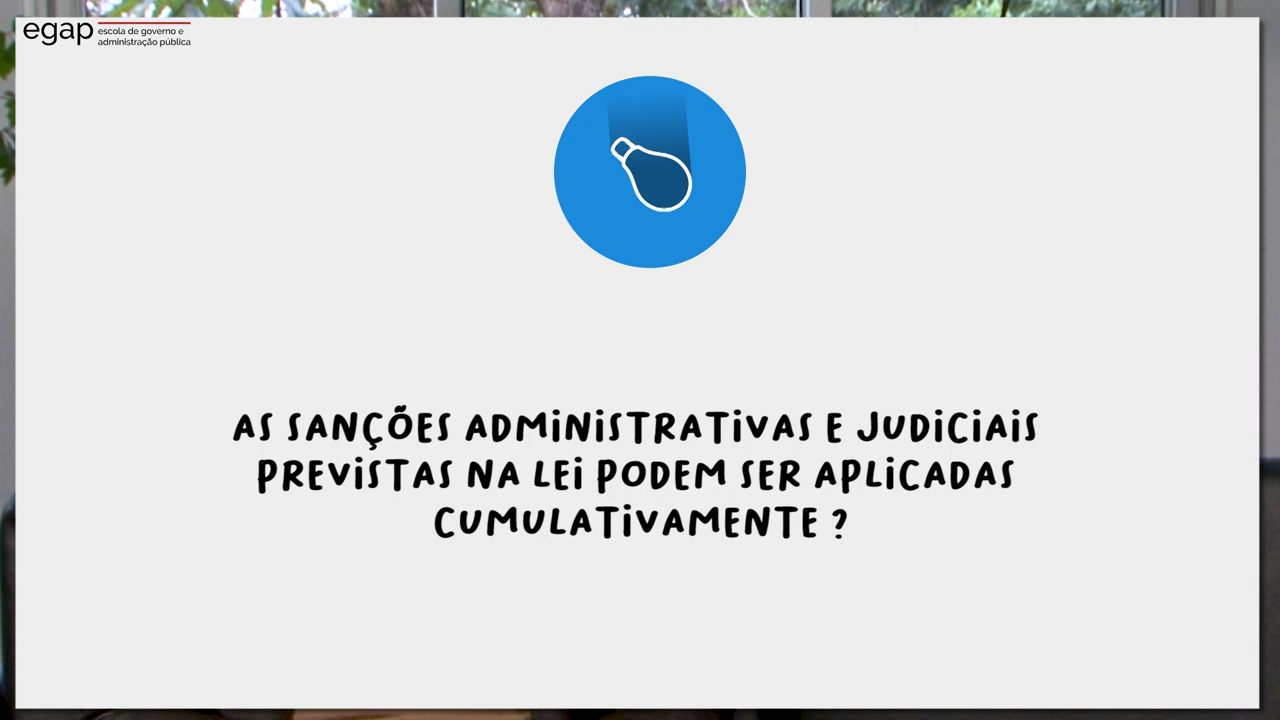 egap escola de governo e
administração pública
AS SANÇÕES ADMINISTRATIVAS E JUDICIAIS
PREVISTAS NA LEI PODEM SER APLICADAS
CUMULATIVAMENTE ?